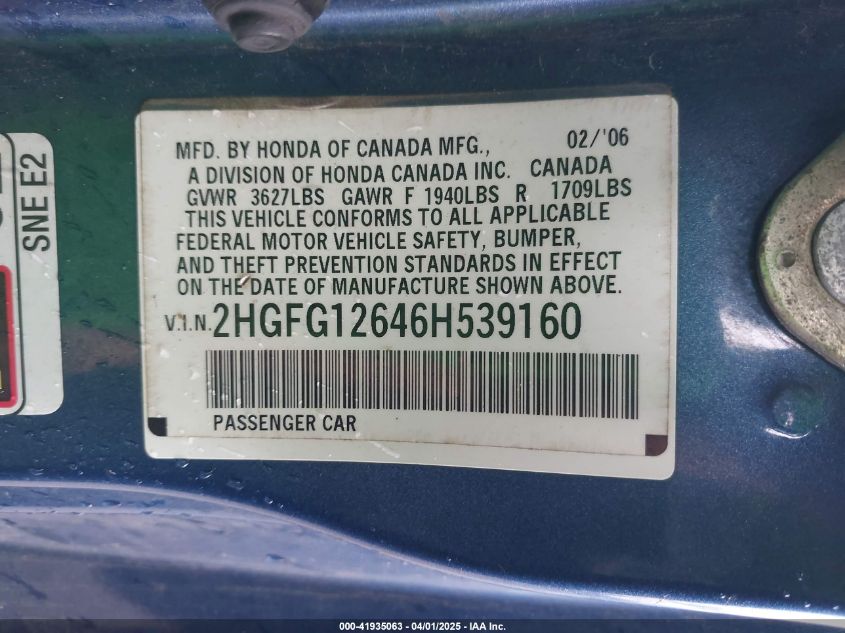 SNE E2
MFD. BY HONDA OF CANADA MFG., 02/'06
A DIVISION OF HONDA CANADA INC. CANADA
GVWR 3627LBS GAWR F 1940LBS R 1709LBS
THIS VEHICLE CONFORMS TO ALL APPLICABLE
FEDERAL MOTOR VEHICLE SAFETY, BUMPER,
AND THEFT PREVENTION STANDARDS IN EFFECT
ON THE DATE OF MANUFACTURE SHOWN ABOVE.
V.I.N. 2HGFG12646H539160
PASSENGER CAR
000-41935063 - 04/01/2025 - IAA Inc.